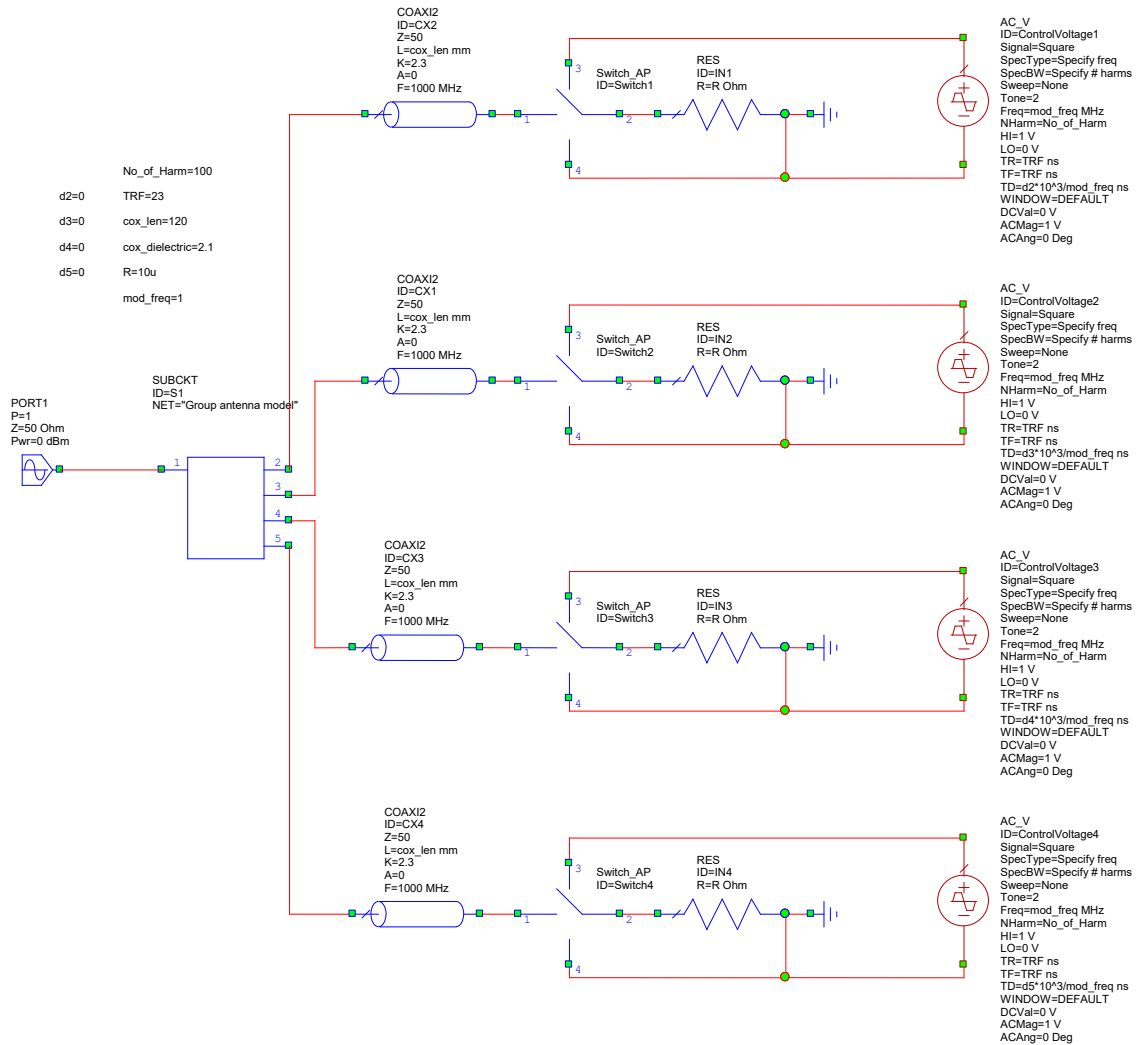 COAXI2
ID=CX2
Z=50
L=cox_len mm
K=2.3
A=0
F=1000 MHz
1
3
Switch_AP
ID=Switch1
2
4
RES
ID=IN1
R=R Ohm
AC_V
ID=ControlVoltage1
Signal=Square
SpecType=Specify freq
SpecBW=Specify # harms
Sweep=None
Tone=2
Freq=mod_freq MHz
NHarm=No_of_Harm
HI=1 V
LO=0 V
TR=TRF ns
TF=TRF ns
TD=d2*10^3/mod_freq ns
WINDOW=DEFAULT
DCVal=0 V
ACMag=1 V
ACAng=0 Deg
No_of_Harm=100
d2=0 TRF=23
d3=0 cox_len=120
d4=0 cox_dielectric=2.1
d5=0 R=10u
mod_freq=1
COAXI2
ID=CX1
Z=50
L=cox_len mm
K=2.3
A=0
F=1000 MHz
1
3
Switch_AP
ID=Switch2
2
4
RES
ID=IN2
R=R Ohm
AC_V
ID=ControlVoltage2
Signal=Square
SpecType=Specify freq
SpecBW=Specify # harms
Sweep=None
Tone=2
Freq=mod_freq MHz
NHarm=No_of_Harm
HI=1 V
LO=0 V
TR=TRF ns
TF=TRF ns
TD=d3*10^3/mod_freq ns
WINDOW=DEFAULT
DCVal=0 V
ACMag=1 V
ACAng=0 Deg
PORT1
P=1
Z=50 Ohm
Pwr=0 dBm
SUBCKT
ID=S1
NET="Group antenna model"
1
2
3
4
5
COAXI2
ID=CX3
Z=50
L=cox_len mm
K=2.3
A=0
F=1000 MHz
1
3
Switch_AP
ID=Switch3
2
4
RES
ID=IN3
R=R Ohm
AC_V
ID=ControlVoltage3
Signal=Square
SpecType=Specify freq
SpecBW=Specify # harms
Sweep=None
Tone=2
Freq=mod_freq MHz
NHarm=No_of_Harm
HI=1 V
LO=0 V
TR=TRF ns
TF=TRF ns
TD=d4*10^3/mod_freq ns
WINDOW=DEFAULT
DCVal=0 V
ACMag=1 V
ACAng=0 Deg
COAXI2
ID=CX4
Z=50
L=cox_len mm
K=2.3
A=0
F=1000 MHz
1
3
Switch_AP
ID=Switch4
2
4
RES
ID=IN4
R=R Ohm
AC_V
ID=ControlVoltage4
Signal=Square
SpecType=Specify freq
SpecBW=Specify # harms
Sweep=None
Tone=2
Freq=mod_freq MHz
NHarm=No_of_Harm
HI=1 V
LO=0 V
TR=TRF ns
TF=TRF ns
TD=d5*10^3/mod_freq ns
WINDOW=DEFAULT
DCVal=0 V
ACMag=1 V
ACAng=0 Deg